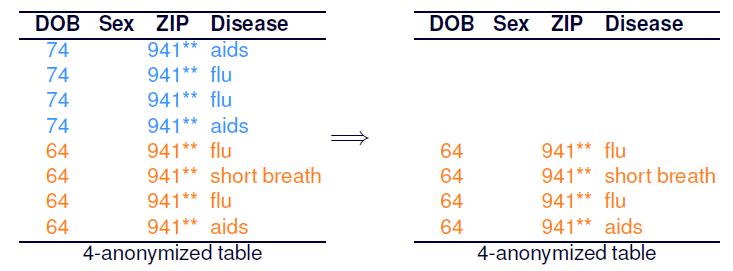 DOB Sex ZIP Disease
74 941** aids
74 941** flu
74 941** flu
74 941** aids
64 941** flu
64 941** short breath
64 941** flu
64 941** aids
4-anonymized table
⟹
DOB Sex ZIP Disease
64 941** flu
64 941** short breath
64 941** flu
64 941** aids
4-anonymized table